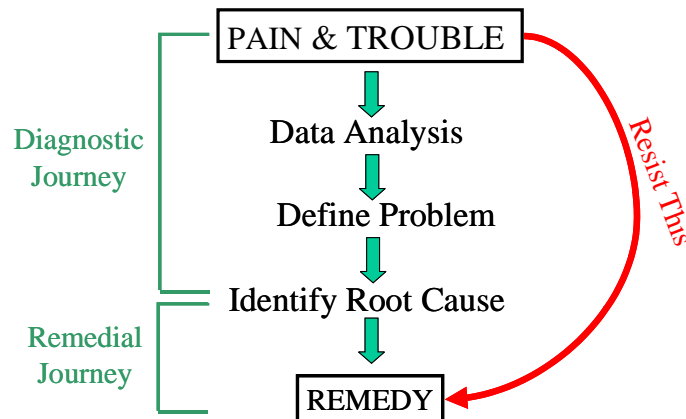 PAIN & TROUBLE
Data Analysis
Define Problem
Identify Root Cause
REMEDY
Diagnostic
Journey
Remedial
Journey
Resist This